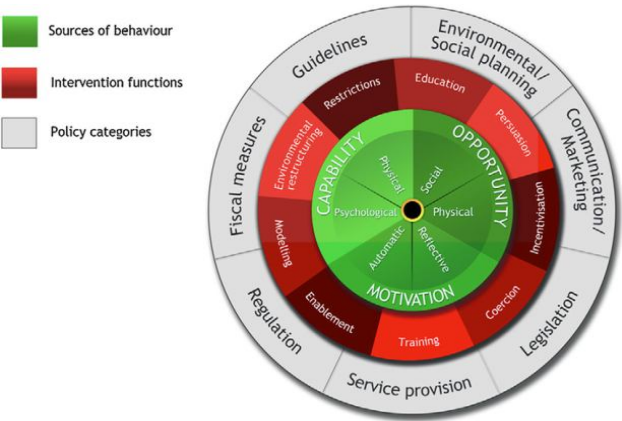 Sources of behaviour
Intervention functions
Policy categories
Guidelines
Environmental/
Social planning
Communication/
Marketing
Legislation
Service provision
Regulation
Fiscal measures
Restrictions
Education
Persuasion
Incentivisation
Coercion
Training
Enablement
Modelling
Environmental
restructuring
CAPABILITY
OPPORTUNITY
MOTIVATION
Physical
Social
Psychological
Physical
Automatic
Reflective